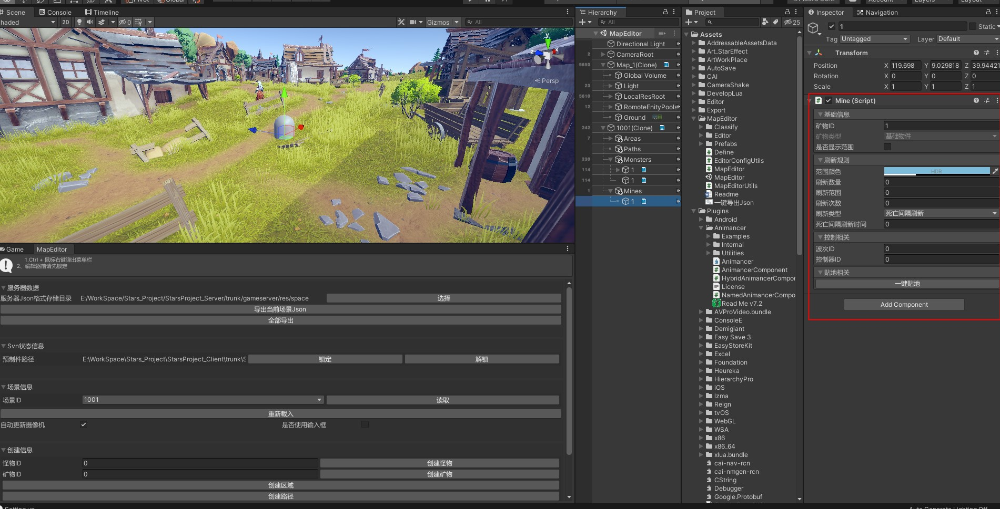 Pivot
Global
Plastic SCM
Account
Layers
Layout
Scene
Console
Timeline
haded
2D
0
Gizmos
All
y
x
z
Persp
Game
MapEditor
1.Ctrl + 鼠标右键弹出菜单栏
2、编辑器前请先锁定
服务器数据
服务器Json格式存储目录
E:/WorkSpace/Stars_Project/StarsProject_Server/trunk/gameserver/res/space
选择
导出当前场景Json
全部导出
Svn状态信息
预制件路径
E:\WorkSpace\Stars_Project\StarsProject_Client\trunk\S
锁定
解锁
场景信息
场景ID
1001
读取
重新载入
自动更新摄像机
是否使用输入框
创建信息
怪物ID
0
创建怪物
矿物ID
0
创建矿物
创建区域
创建路径
Setting up
Hierarchy
All
MapEditor
Directional Light
2 CameraRoot
5650 Map_1(Clone)
Global Volume
23 Light
5610 LocalResRoot
12 RomoteEnityPools
Ground
242 1001(Clone)
7 Areas
Paths
230 Monsters
114 1
114 1
1 Mines
1
Project
25
Assets
AddressableAssetsData
Art_StarEffect
ArtWorkPlace
AutoSave
CAI
CameraShake
DevelopLua
Editor
Export
MapEditor
Classify
Editor
Prefabs
Define
EditorConfigUtils
MapEditor
MapEditor
MapEditorUtils
Readme
一键导出Json
Plugins
Android
Animancer
Examples
Internal
Utilities
Animancer
AnimancerComponent
HybridAnimancerCompor
License
NamedAnimancerCompo
Read Me v7.2
AVProVideo.bundle
ConsoleE
Demigiant
Easy Save 3
EasyStoreKit
Excel
Foundation
Heureka
HierarchyPro
iOS
lzma
Reign
tvOS
WebGL
WSA
x86
x86_64
xlua.bundle
cai-nav-rcn
cai-nmgen-rcn
CString
Debugger
Google.Protobuf
Inspector
Navigation
1
Static
Tag Untagged
Layer Default
Transform
Position X 119.698 Y 9.029818 Z 39.94421
Rotation X 0 Y 0 Z 0
Scale X 1 Y 1 Z 1
Mine (Script)
基础信息
矿物ID 1
矿物类型 基础物件
是否显示范围
刷新规则
范围颜色 HDR
刷新数量 0
刷新范围 0
刷新次数 0
刷新类型 死亡间隔刷新
死亡间隔刷新时间 0
控制相关
波次ID 0
控制器ID 0
贴地相关
一键贴地
Add Component
Auto Generate Lighting Off